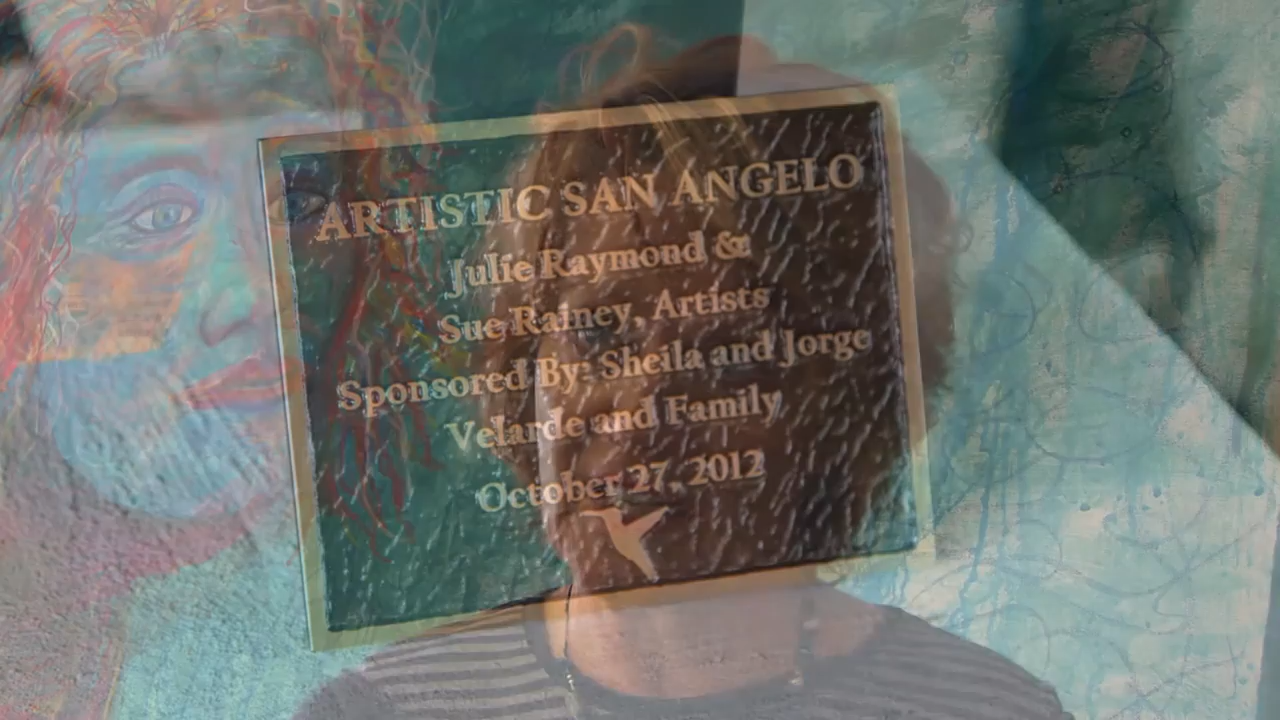 ARTISTIC SAN ANGELO
Julie Raymond &
Sue Rainey, Artists
Sponsored By: Sheila and Jorge
Velarde and Family
October 27, 2012